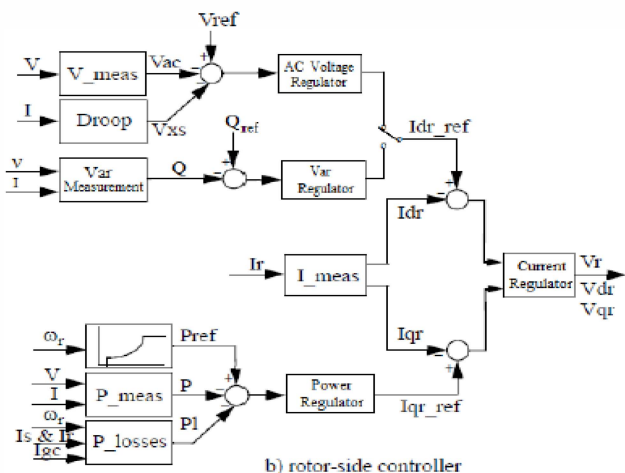 Vref
V
V_meas
Vac
AC Voltage
Regulator
I
Droop
Vxs
Q_ref
Idr_ref
v
I
Var
Measurement
Q
Var
Regulator
Idr
Ir
I_meas
Current
Regulator
Vr
Vdr
Vqr
Iqr
ωr
Pref
V
I
P_meas
P
Power
Regulator
Iqr_ref
ωr
Is & Ir
Igc
P_losses
Pl
b) rotor-side controller